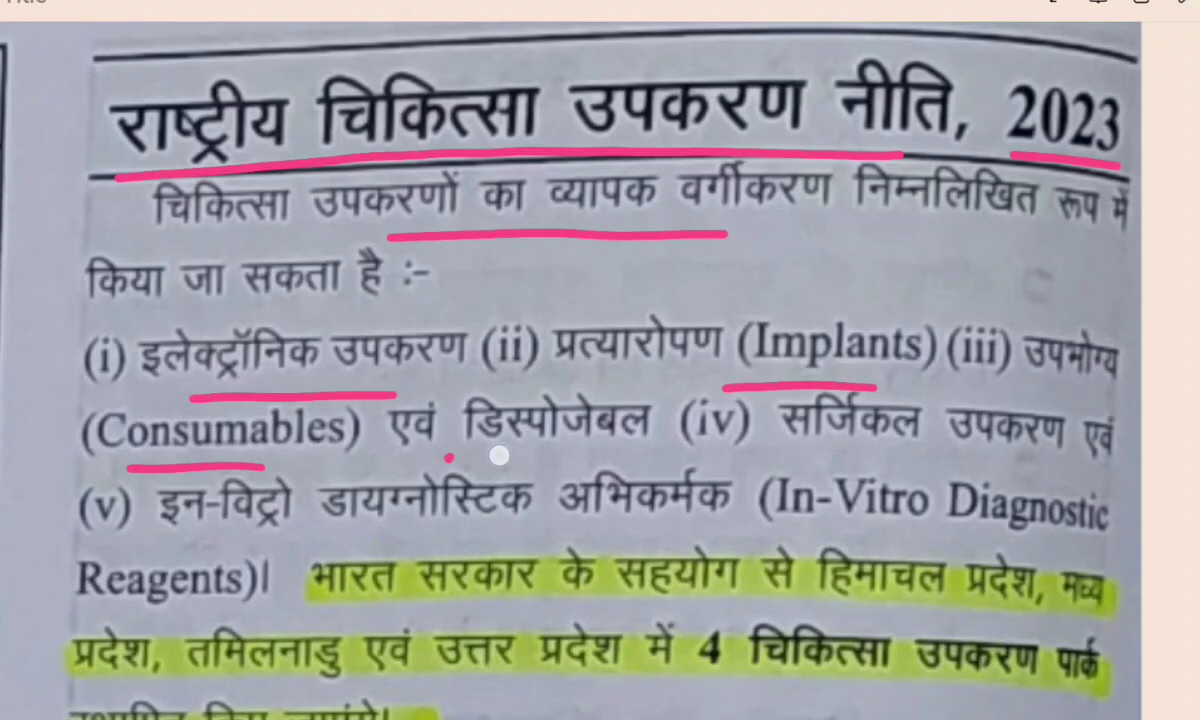 राष्ट्रीय चिकित्सा उपकरण नीति, 2023
चिकित्सा उपकरणों का व्यापक वर्गीकरण निम्नलिखित रूप में
किया जा सकता है :-
(i) इलेक्ट्रॉनिक उपकरण (ii) प्रत्यारोपण (Implants) (iii) उपभोग्य
(Consumables) एवं डिस्पोजेबल (iv) सर्जिकल उपकरण एवं
(v) इन-विट्रो डायग्नोस्टिक अभिकर्मक (In-Vitro Diagnostic
Reagents)। भारत सरकार के सहयोग से हिमाचल प्रदेश, मध्य
प्रदेश, तमिलनाडु एवं उत्तर प्रदेश में 4 चिकित्सा उपकरण पार्क